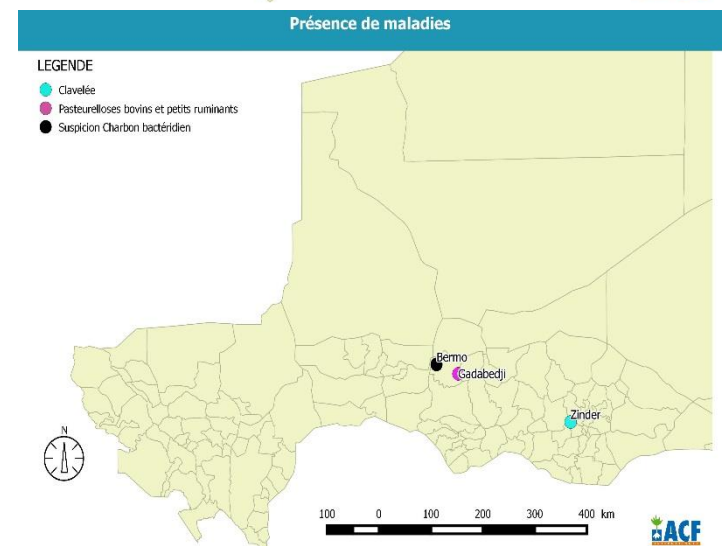 Présence de maladies
LEGENDE
Clavelée
Pasteurelloses bovins et petits ruminants
Suspicion Charbon bactéridien
Bermo
Gadabedji
Zinder
N
100 0 100 200 300 400 km
ACF